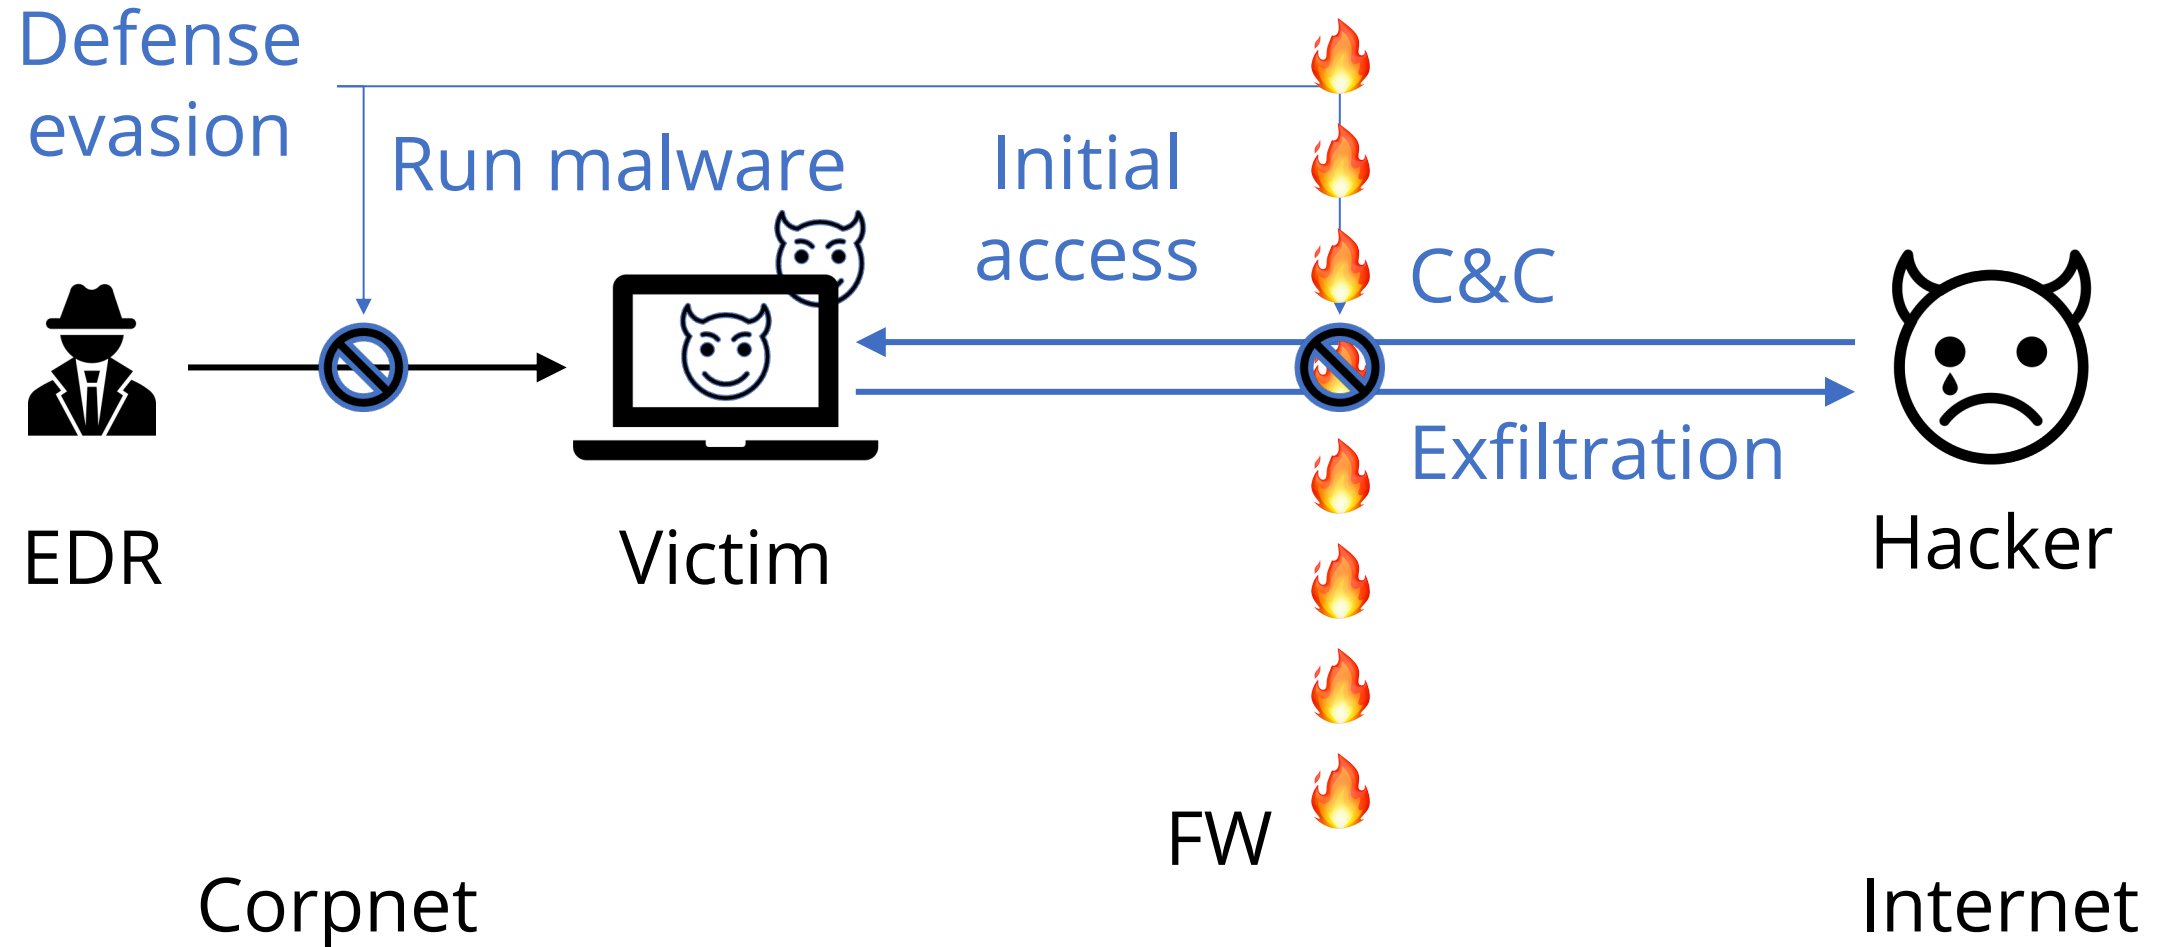 Defense
evasion
Run malware
Initial
access
C&C
Exfiltration
EDR
Victim
Hacker
FW
Corpnet
Internet